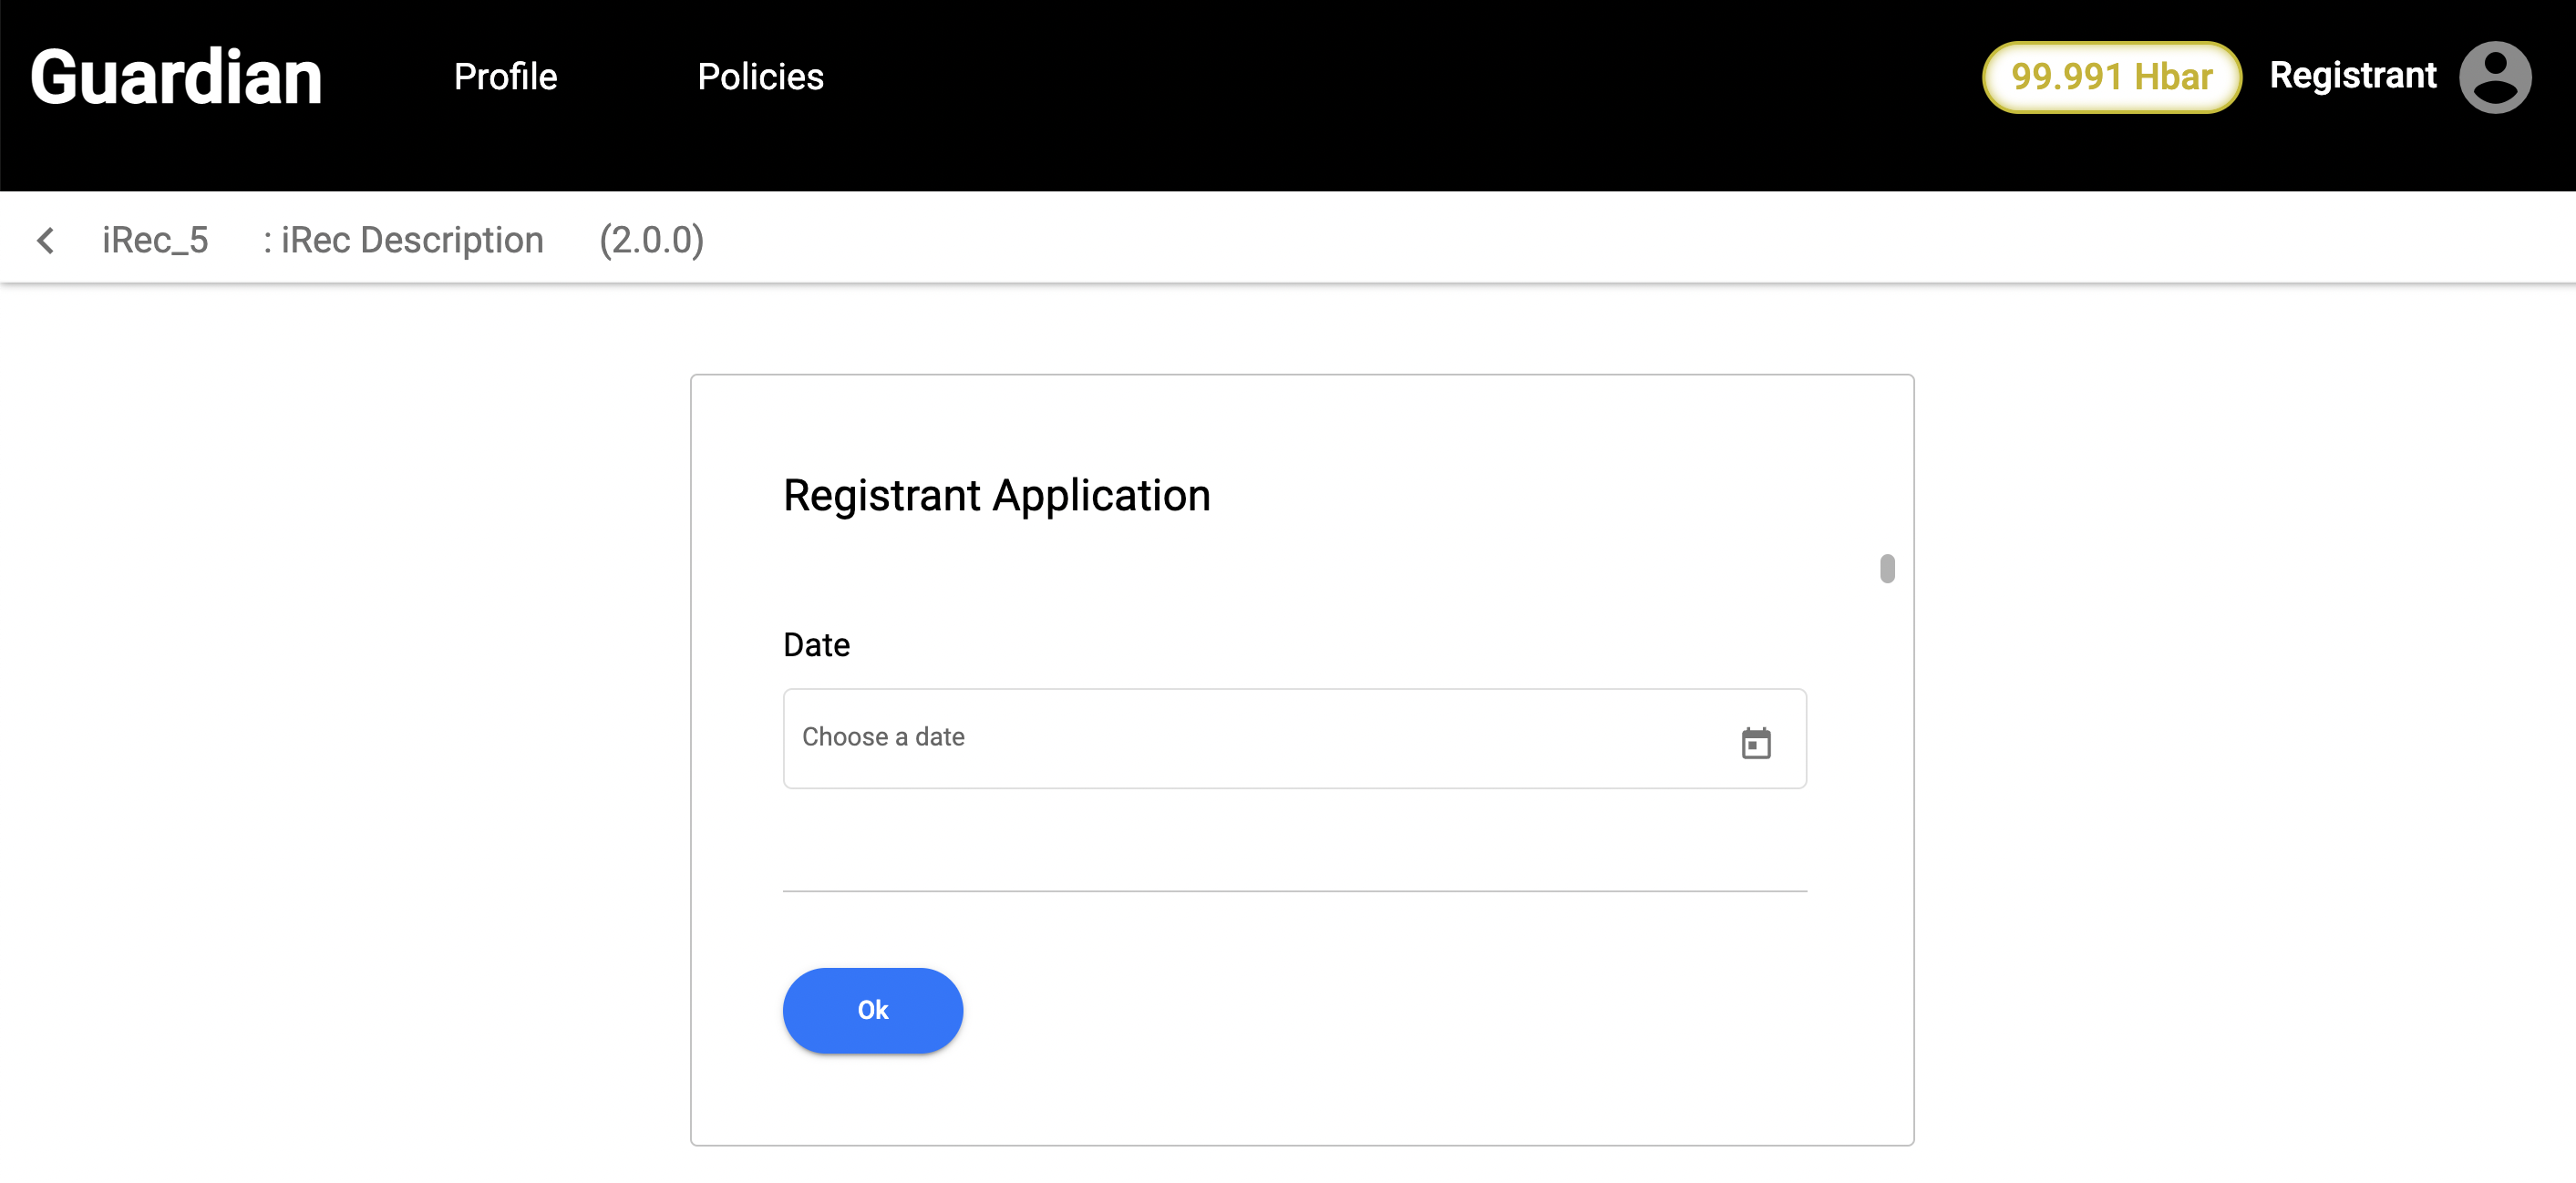 Guardian Profile Policies 99.991 Hbar Registrant
iRec_5 : iRec Description (2.0.0)
Registrant Application
Date
Choose a date
Ok